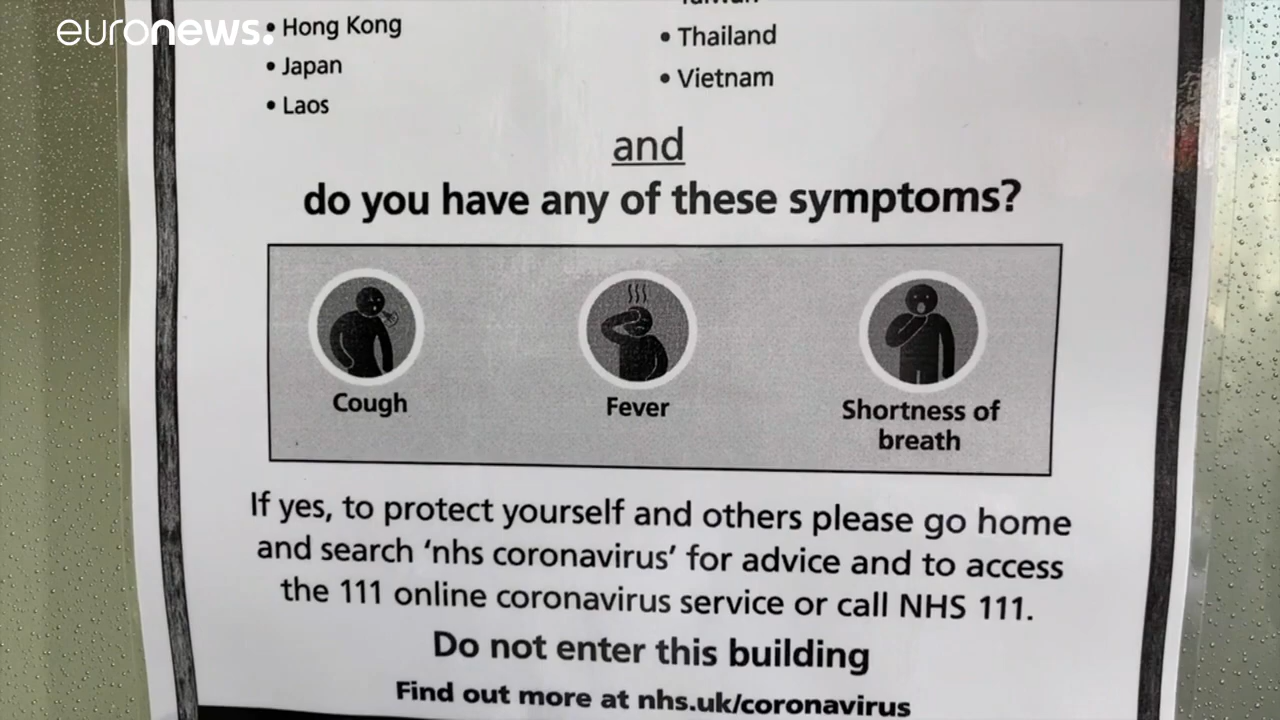 euronews.
• Hong Kong
• Japan
• Laos
Taiwan
• Thailand
• Vietnam
and
do you have any of these symptoms?
Cough
Fever
Shortness of
breath
If yes, to protect yourself and others please go home
and search ‘nhs coronavirus’ for advice and to access
the 111 online coronavirus service or call NHS 111.
Do not enter this building
Find out more at nhs.uk/coronavirus